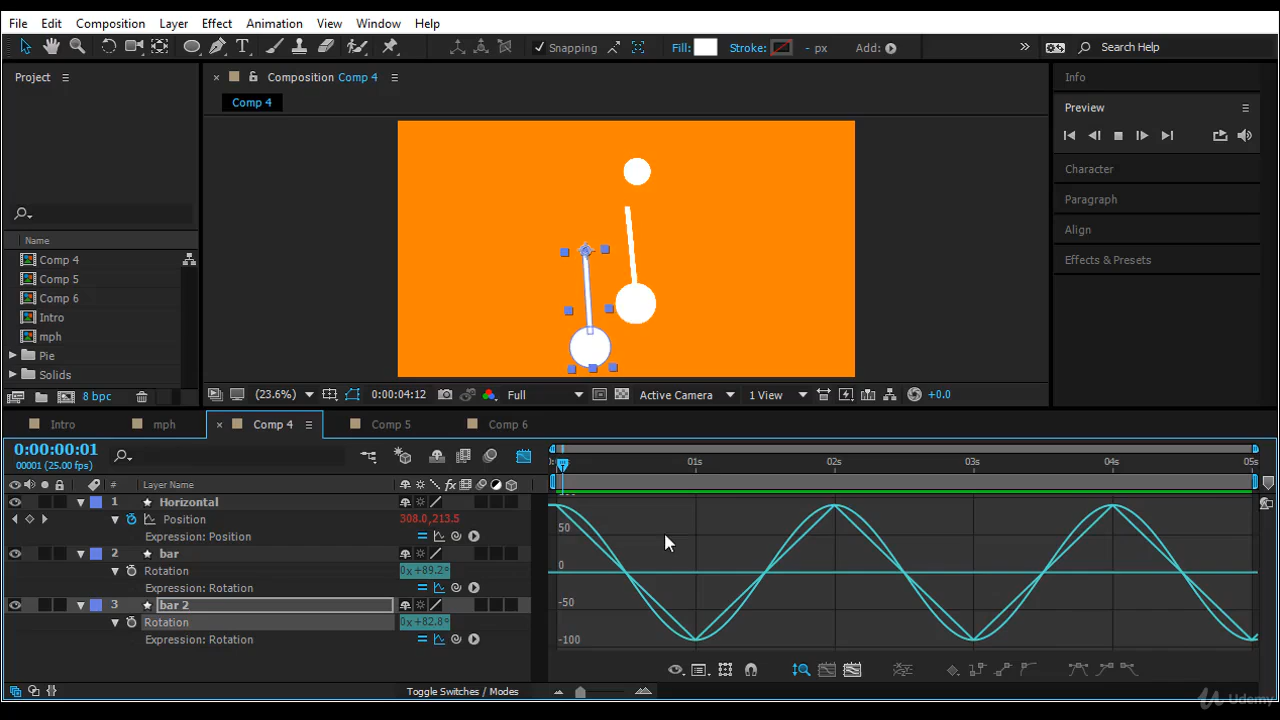 File Edit Composition Layer Effect Animation View Window Help
Snapping Fill: Stroke: - px Add: » Search Help
Project
× Composition Comp 4
Comp 4
Name
Comp 4
Comp 5
Comp 6
Intro
mph
Pie
Solids
8 bpc
(23.6%) 0:00:04:12 Full Active Camera 1 View +0.0
Info
Preview
Character
Paragraph
Align
Effects & Presets
Intro mph × Comp 4 Comp 5 Comp 6
0:00:00:01
00001 (25.00 fps)
# Layer Name
01s 02s 03s 04s 05s
1 Horizontal
Position 308.0,213.5
Expression: Position
2 bar
Rotation 0x+89.2°
Expression: Rotation
3 bar 2
Rotation 0x+82.8°
Expression: Rotation
50
0
-50
-100
Toggle Switches / Modes
Udemy